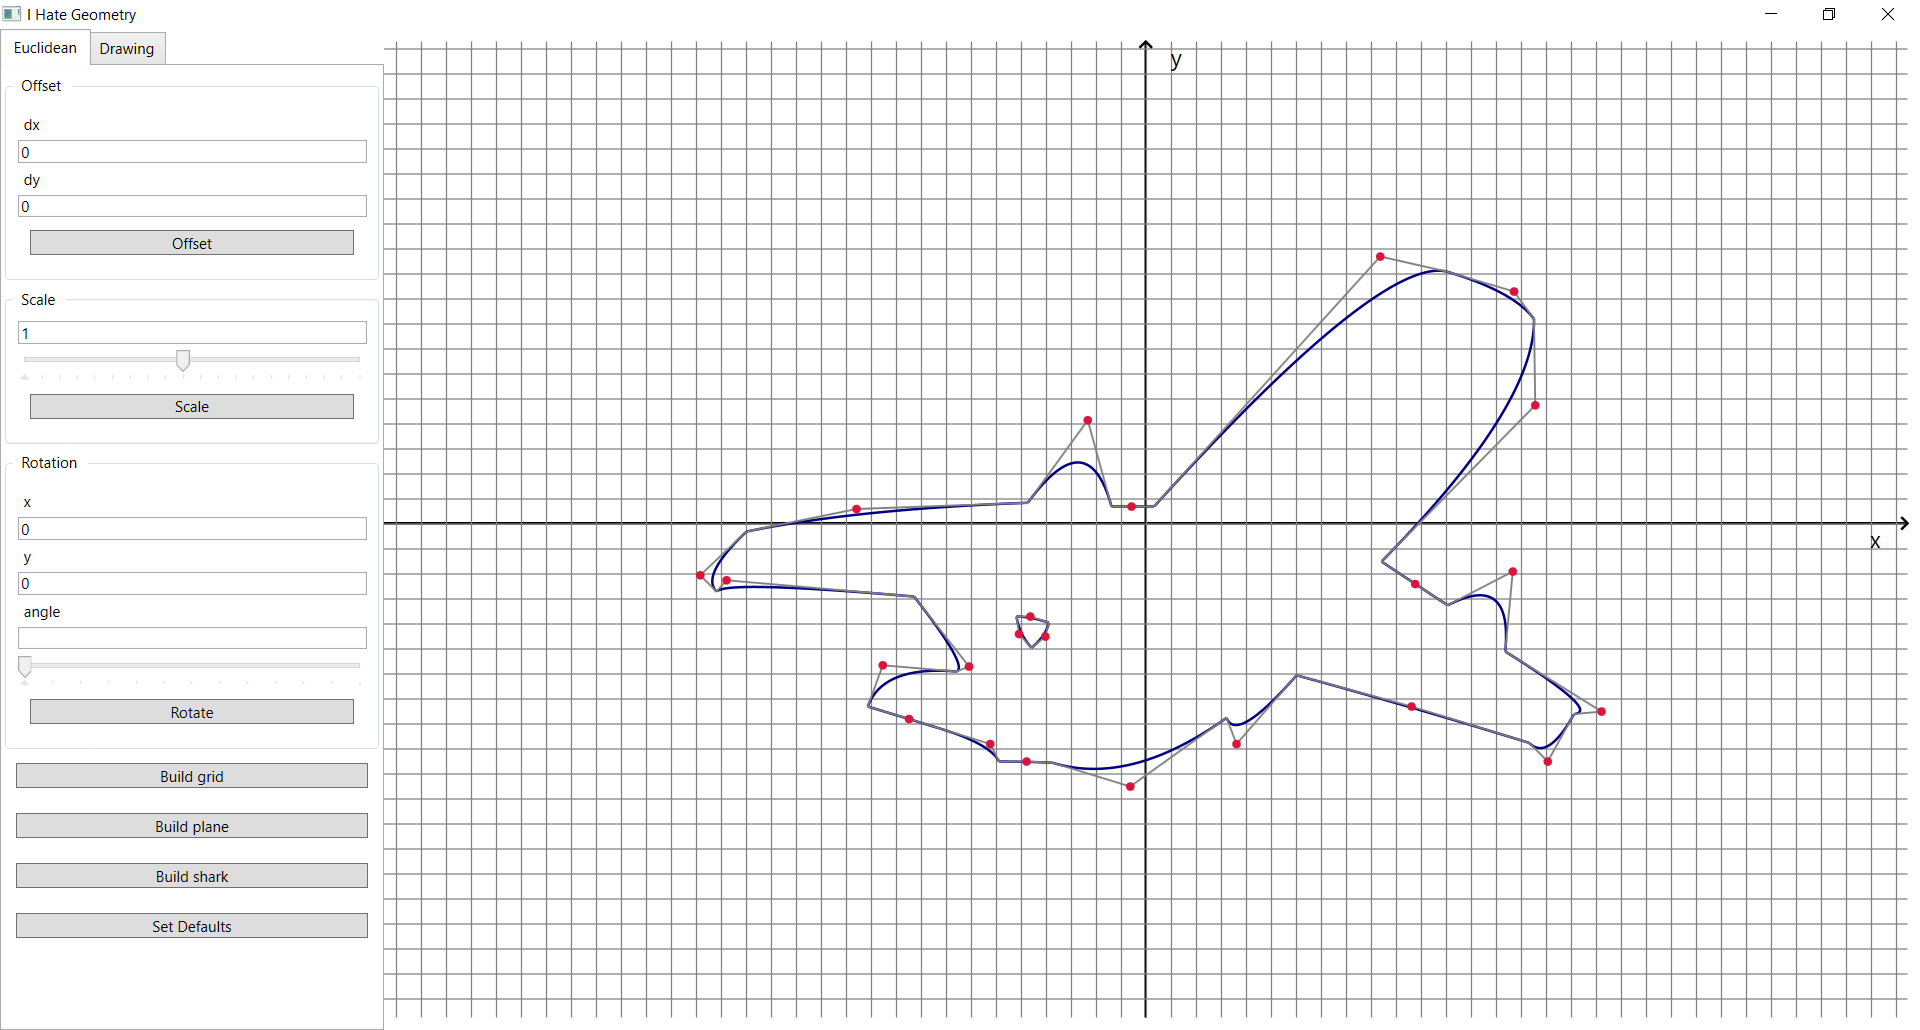 I Hate Geometry
Euclidean
Drawing
Offset
dx
0
dy
0
Offset
Scale
1
Scale
Rotation
x
0
y
0
angle
Rotate
Build grid
Build plane
Build shark
Set Defaults
y
x